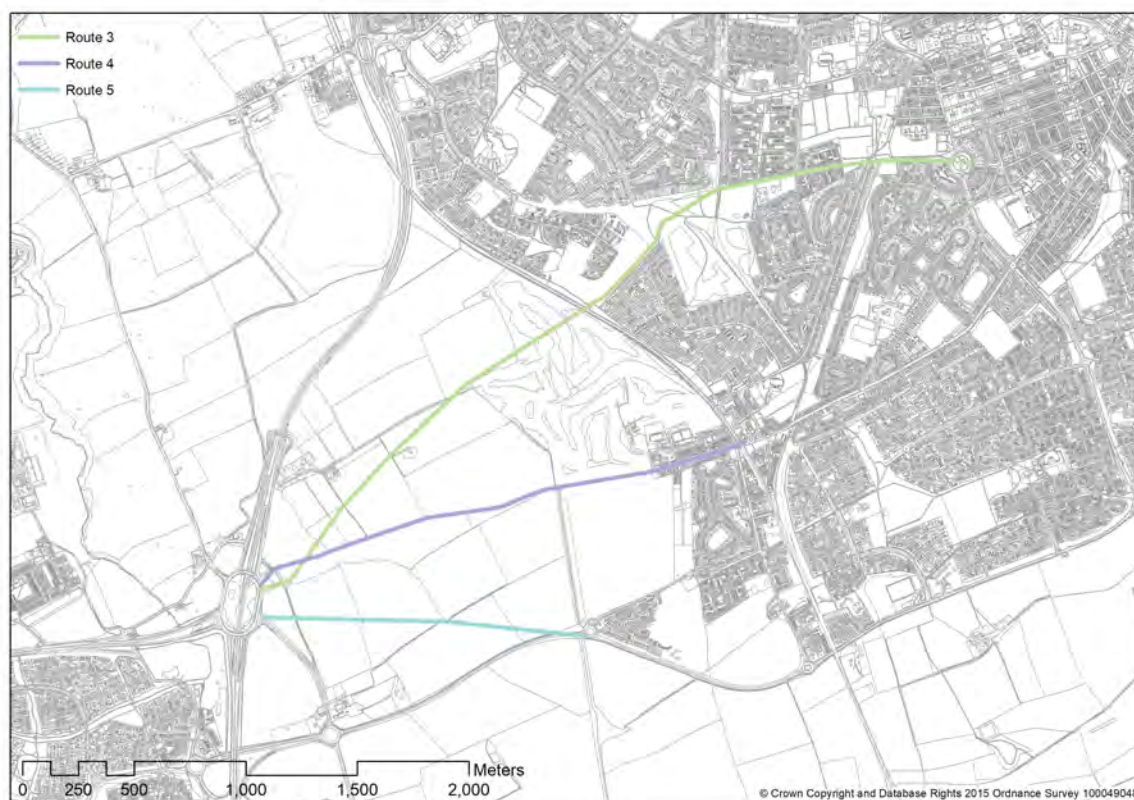 Route 3
Route 4
Route 5
Meters
0 250 500 1,000 1,500 2,000
© Crown Copyright and Database Rights 2015 Ordnance Survey 100049048